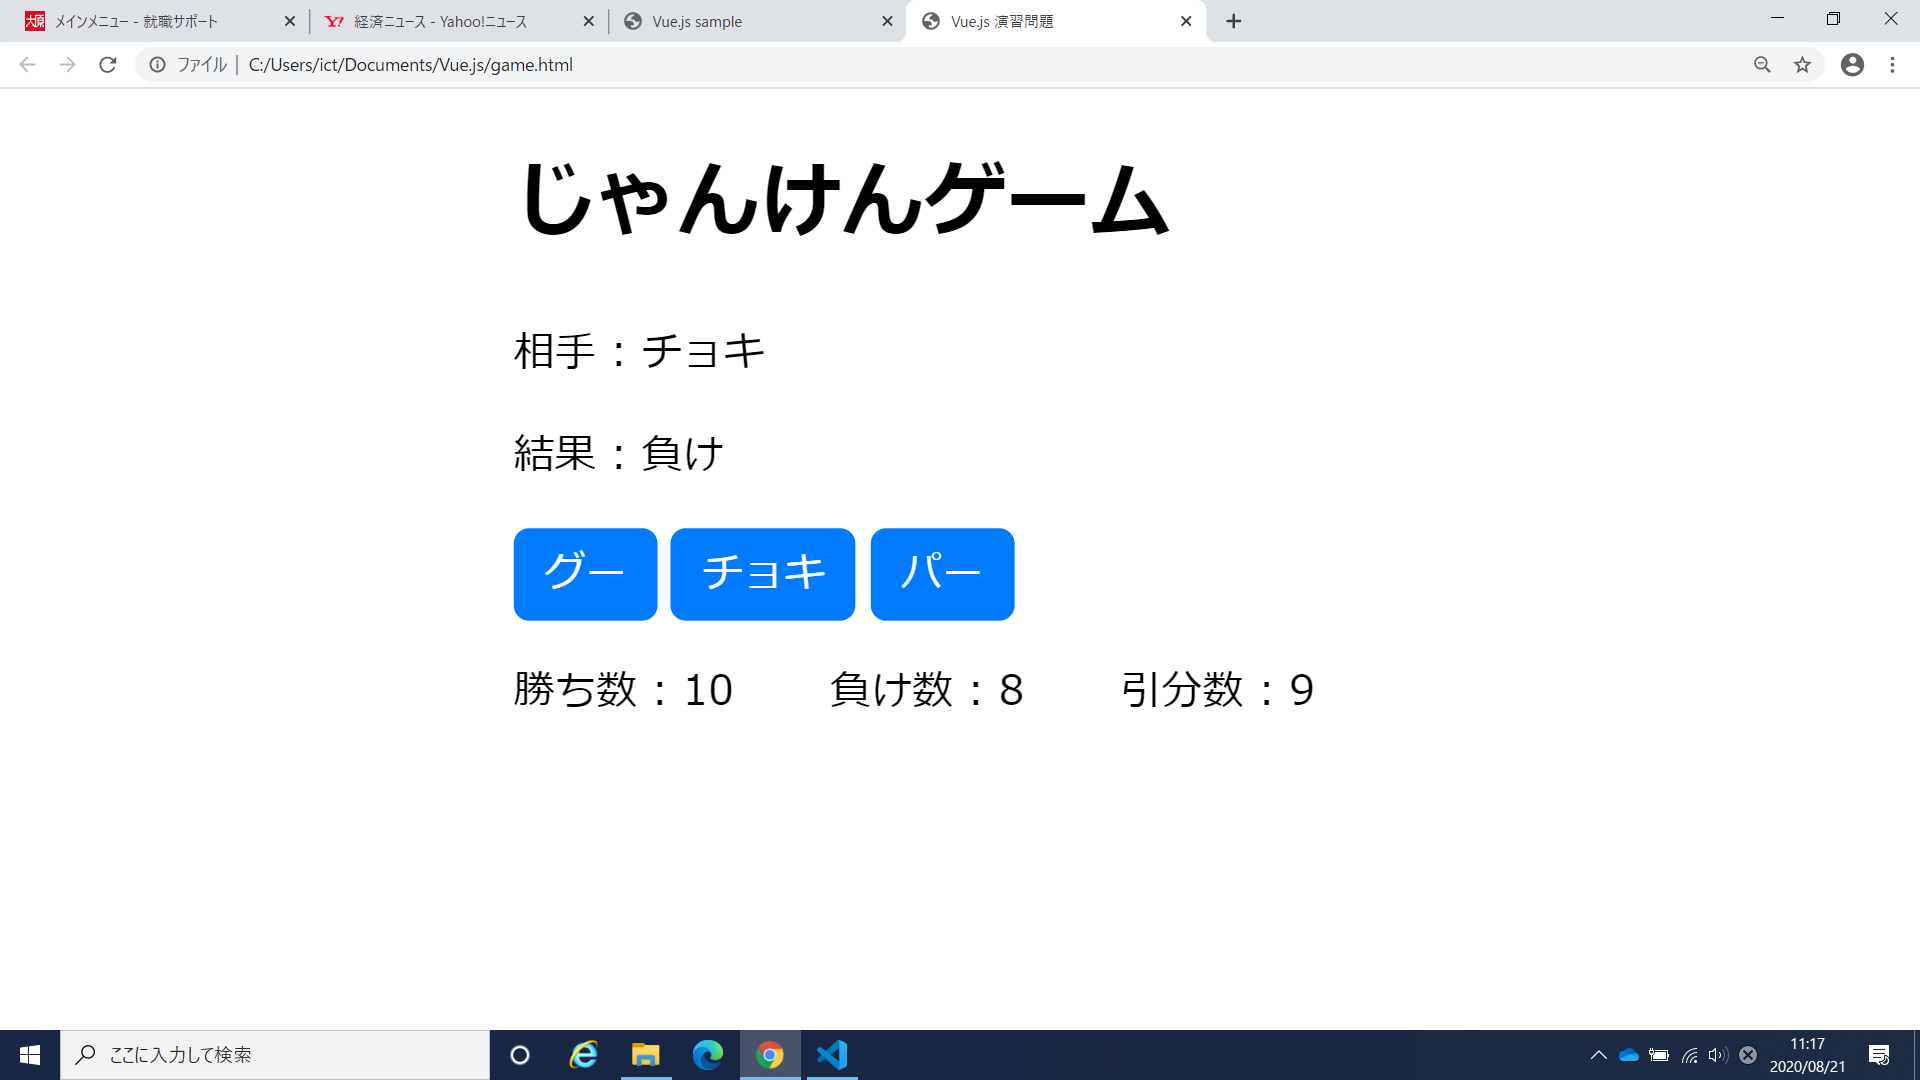 大原 メインメニュー - 就職サポート
Y! 経済ニュース - Yahoo!ニュース
Vue.js sample
Vue.js 演習問題
ファイル | C:/Users/ict/Documents/Vue.js/game.html
じゃんけんゲーム
相手：チョキ
結果：負け
グー チョキ パー
勝ち数：10 負け数：8 引分数：9
ここに入力して検索
11:17
2020/08/21